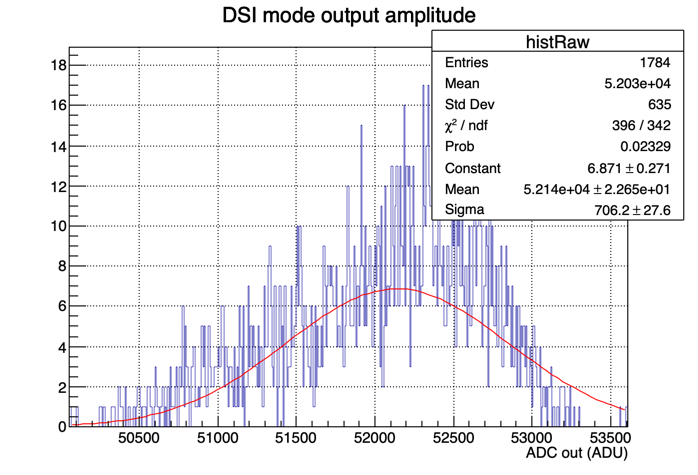 DSI mode output amplitude
histRaw
Entries 1784
Mean 5.203e+04
Std Dev 635
χ² / ndf 396 / 342
Prob 0.02329
Constant 6.871 ± 0.271
Mean 5.214e+04 ± 2.265e+01
Sigma 706.2 ± 27.6
18
16
14
12
10
8
6
4
2
0
50500 51000 51500 52000 52500 53000 53500
ADC out (ADU)